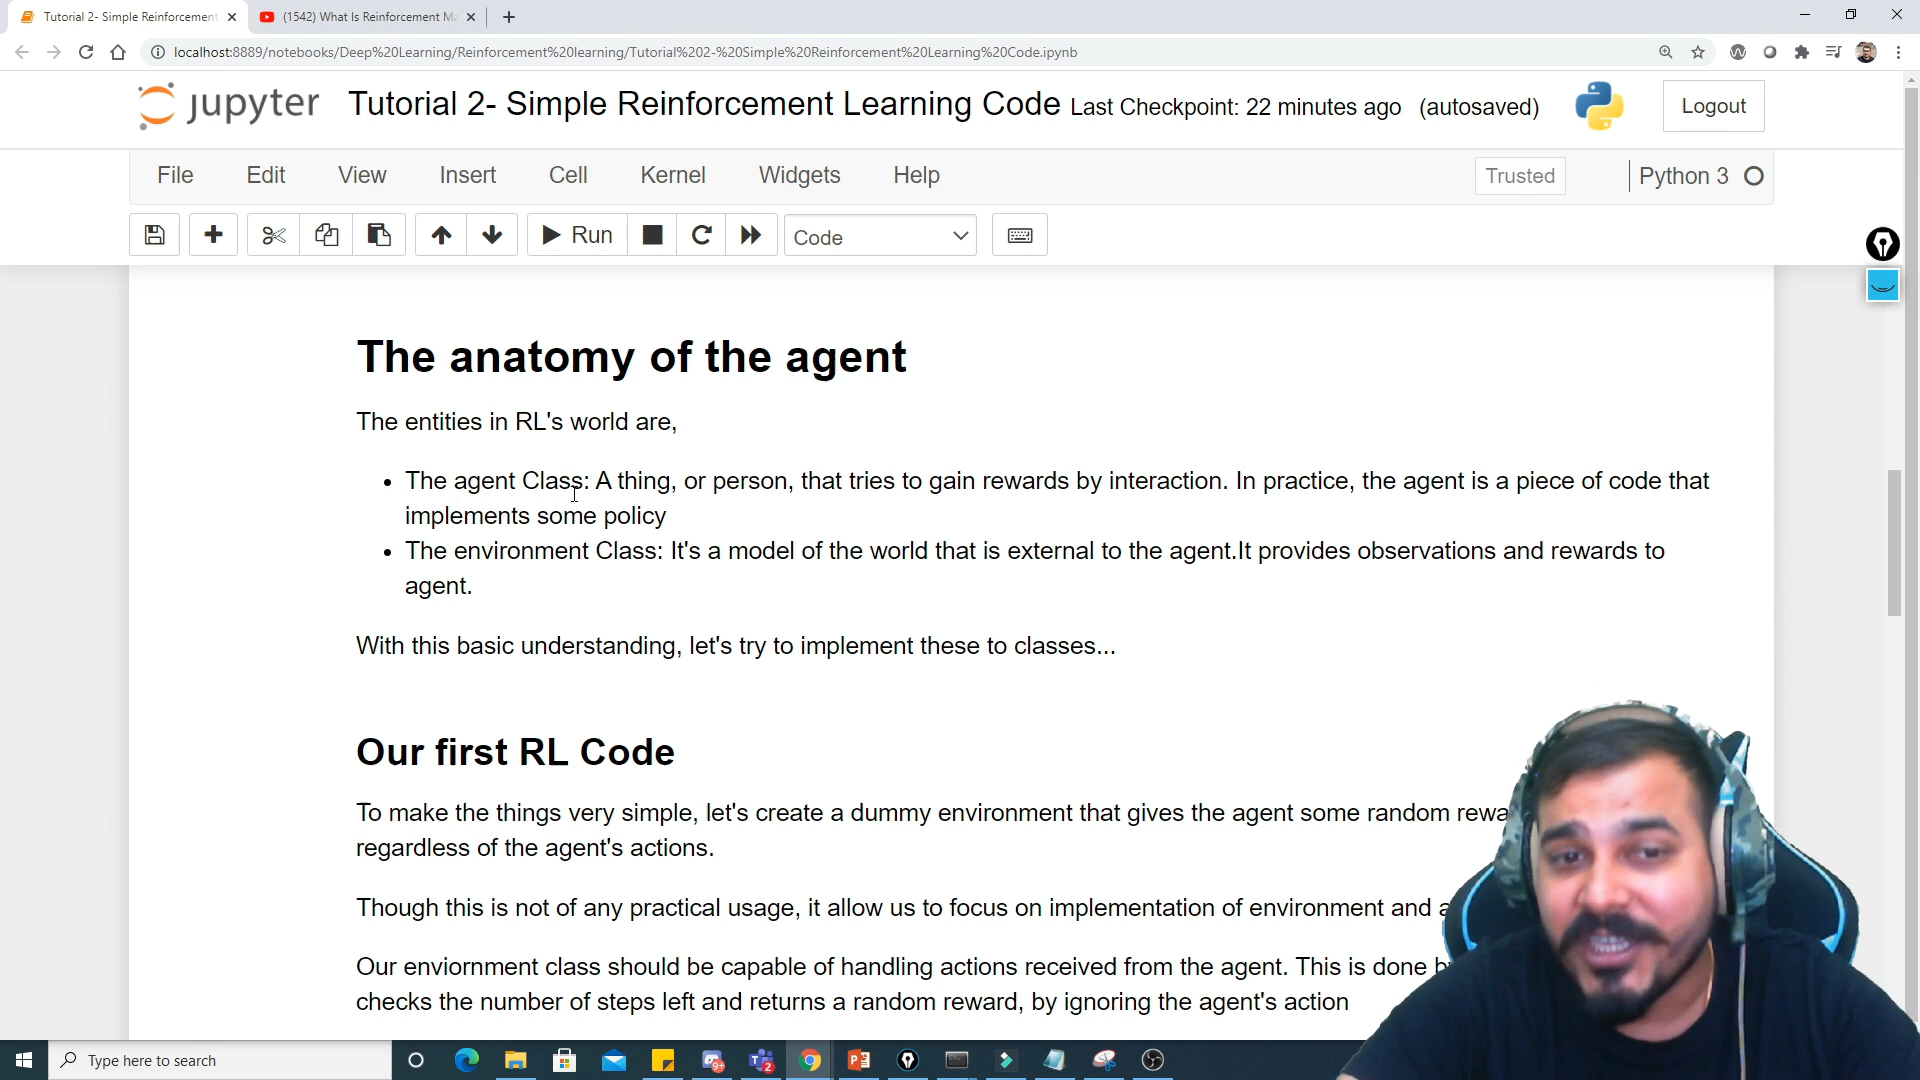 Tutorial 2- Simple Reinforcement
(1542) What Is Reinforcement Ma
localhost:8889/notebooks/Deep%20Learning/Reinforcement%20learning/Tutorial%202-%20Simple%20Reinforcement%20Learning%20Code.ipynb
jupyter Tutorial 2- Simple Reinforcement Learning Code Last Checkpoint: 22 minutes ago (autosaved) Logout
File Edit View Insert Cell Kernel Widgets Help Trusted Python 3
Run Code
The anatomy of the agent
The entities in RL's world are,
• The agent Class: A thing, or person, that tries to gain rewards by interaction. In practice, the agent is a piece of code that
implements some policy
• The environment Class: It's a model of the world that is external to the agent.It provides observations and rewards to
agent.
With this basic understanding, let's try to implement these to classes...
Our first RL Code
To make the things very simple, let's create a dummy environment that gives the agent some random rewa
regardless of the agent's actions.
Though this is not of any practical usage, it allow us to focus on implementation of environment and a
Our enviornment class should be capable of handling actions received from the agent. This is done b
checks the number of steps left and returns a random reward, by ignoring the agent's action
Type here to search
9+
2